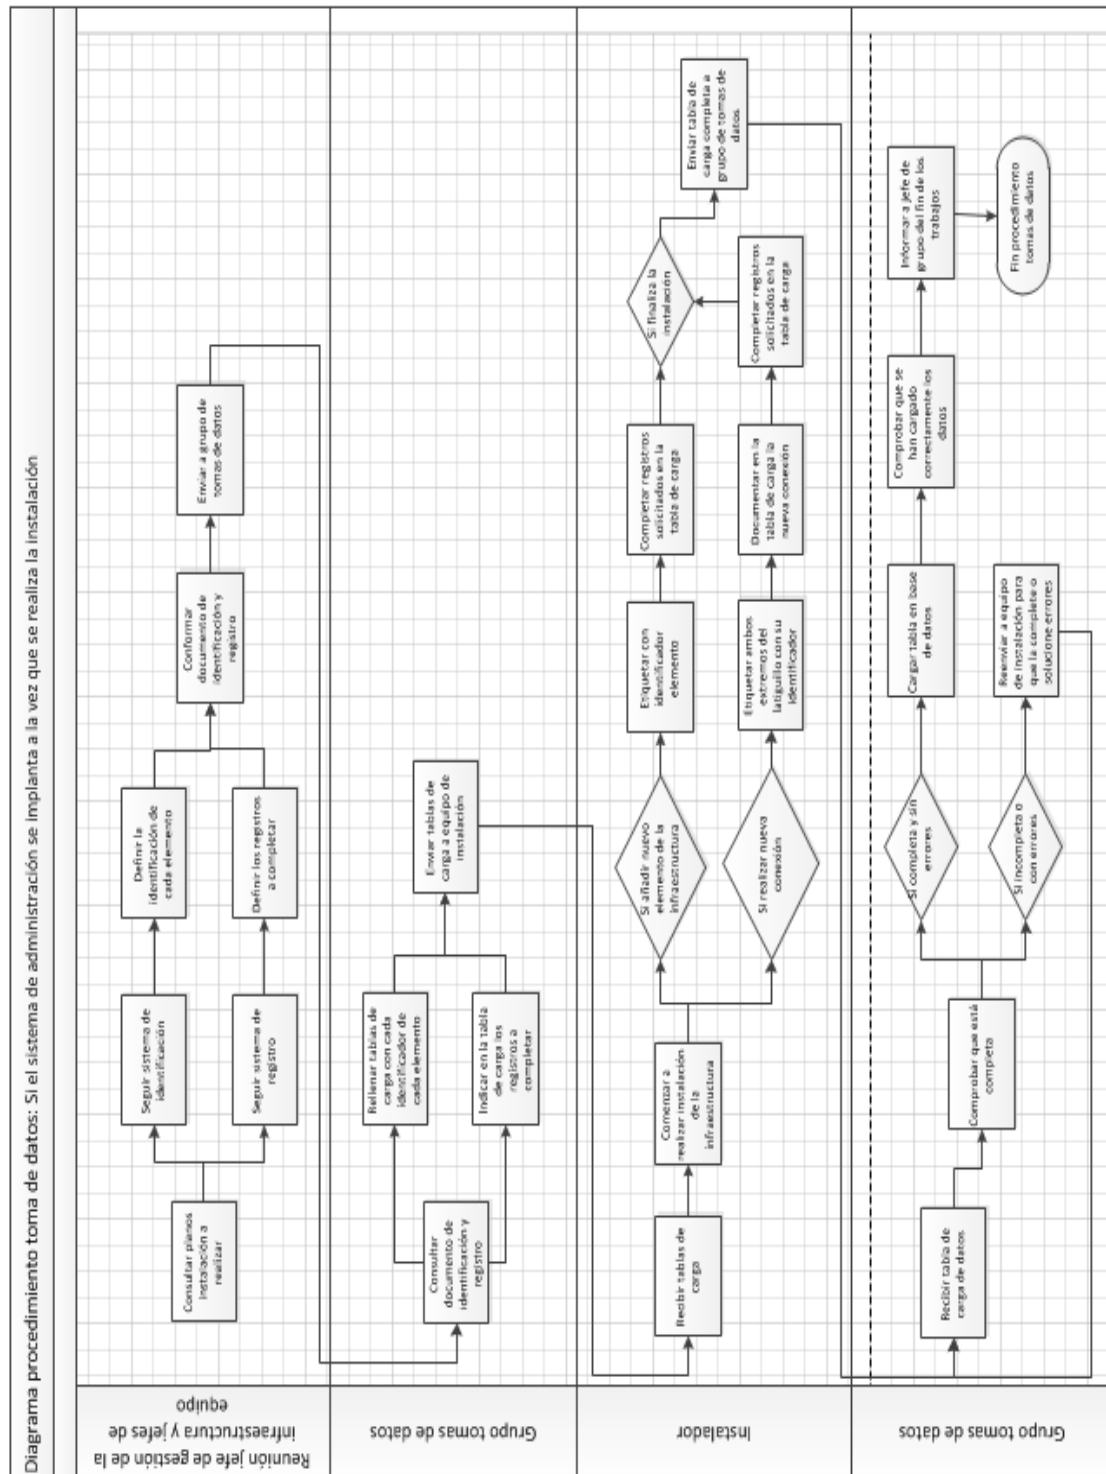 Diagrama procedimiento toma de datos: Si el sistema de administración se implanta a la vez que se realiza la instalación
Reunión jefe de gestión de la
infraestructura y jefes de
equipo
Consultar planos
instalación a
realizar
Seguir sistema de
identificación
Seguir sistema de
registro
Definir la
identificación de
cada elemento
Definir los registros
a completar
Conformar
documento de
identificación y
registro
Enviar a grupo de
tomas de datos
Grupo tomas de datos
Consultar
documento de
identificación y
registro
Rellenar tablas de
carga con cada
identificador de
cada elemento
Indicar en la tabla
de carga los
registros a
completar
Enviar tablas de
carga a equipo de
instalación
Instalador
Recibir tablas de
carga
Comenzar a
realizar instalación
de la
infraestructura
Si añadir nuevo
elemento de la
infraestructura
Si realizar nueva
conexión
Etiquetar con
identificador
elemento
Etiquetar ambos
extremos del
latiguillo con su
identificador
Completar registros
solicitados en la
tabla de carga
Documentar en la
tabla de carga la
nueva conexión
Completar registros
solicitados en la
tabla de carga
Si finaliza la
instalación
Enviar tabla de
carga completa a
grupo de tomas de
datos
Grupo tomas de datos
Recibir tabla de
carga de datos
Comprobar que está
completa
Si completa y sin
errores
Si incompleta o
con errores
Cargar tabla en base
de datos
Reenviar a equipo
de instalación para
que la complete o
solucione errores
Comprobar que se
han cargado
correctamente los
datos
Informar a jefe de
grupo del fin de los
trabajos
Fin procedimiento
tomas de datos